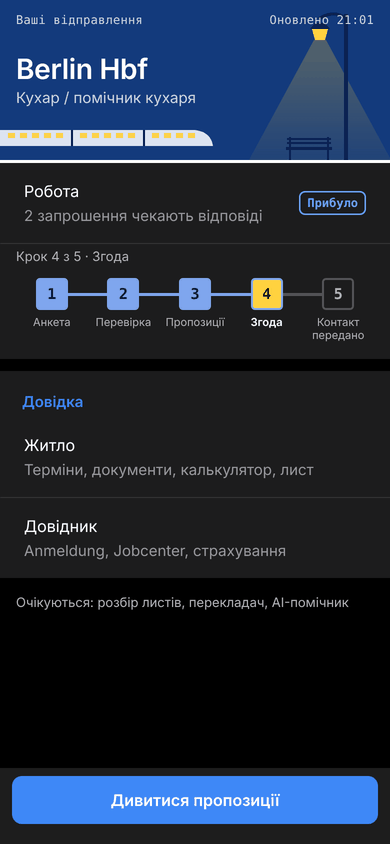 Ваші відправлення
Оновлено 21:01
Berlin Hbf
Кухар / помічник кухаря
Робота
2 запрошення чекають відповіді
Прибуло
Крок 4 з 5 · Згода
1
2
3
4
5
Анкета
Перевірка
Пропозиції
Згода
Контакт
передано
Довідка
Житло
Терміни, документи, калькулятор, лист
Довідник
Anmeldung, Jobcenter, страхування
Очікуються: розбір листів, перекладач, AI-помічник
Дивитися пропозиції